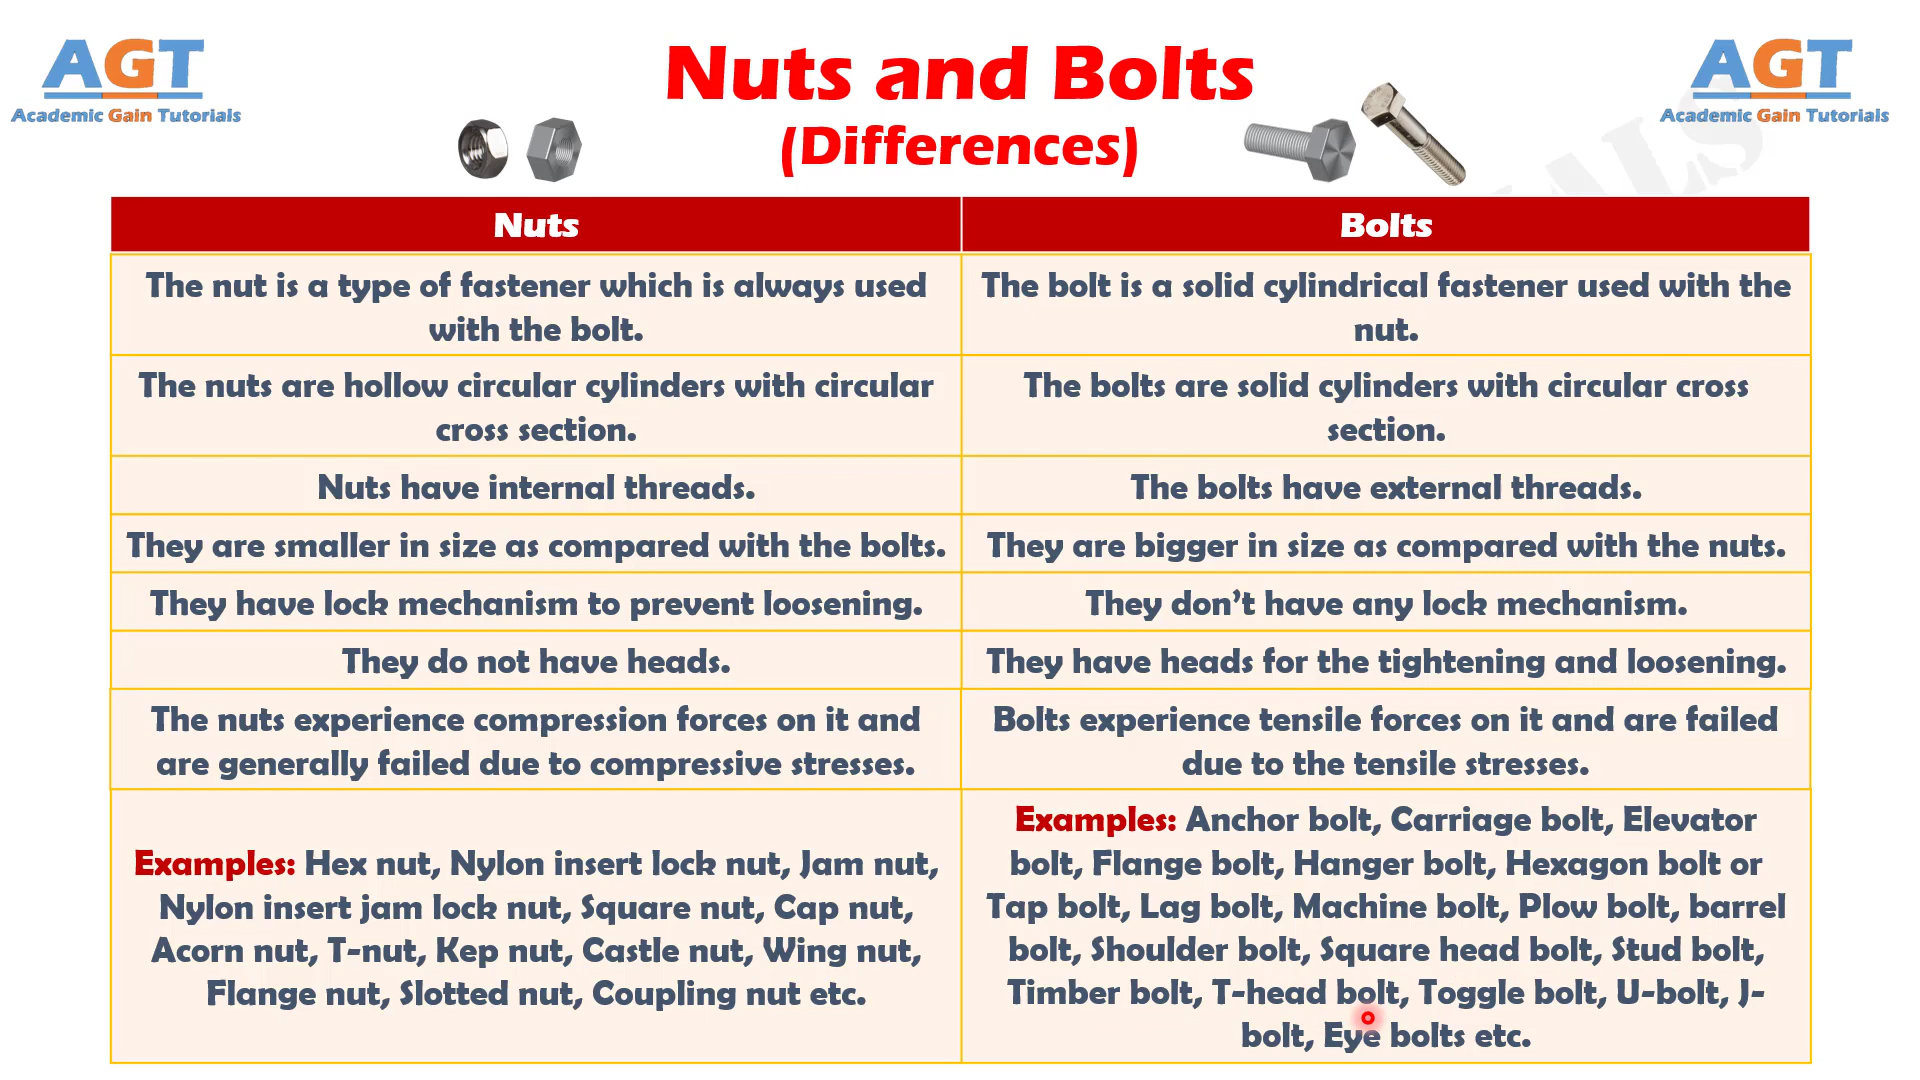 AGT
Academic Gain Tutorials
Nuts and Bolts
(Differences)
AGT
Academic Gain Tutorials
Nuts
Bolts
The nut is a type of fastener which is always used
with the bolt.
The bolt is a solid cylindrical fastener used with the
nut.
The nuts are hollow circular cylinders with circular
cross section.
The bolts are solid cylinders with circular cross
section.
Nuts have internal threads.
The bolts have external threads.
They are smaller in size as compared with the bolts.
They are bigger in size as compared with the nuts.
They have lock mechanism to prevent loosening.
They don't have any lock mechanism.
They do not have heads.
They have heads for the tightening and loosening.
The nuts experience compression forces on it and
are generally failed due to compressive stresses.
Bolts experience tensile forces on it and are failed
due to the tensile stresses.
Examples: Hex nut, Nylon insert lock nut, Jam nut,
Nylon insert jam lock nut, Square nut, Cap nut,
Acorn nut, T-nut, Kep nut, Castle nut, Wing nut,
Flange nut, Slotted nut, Coupling nut etc.
Examples: Anchor bolt, Carriage bolt, Elevator
bolt, Flange bolt, Hanger bolt, Hexagon bolt or
Tap bolt, Lag bolt, Machine bolt, Plow bolt, barrel
bolt, Shoulder bolt, Square head bolt, Stud bolt,
Timber bolt, T-head bolt, Toggle bolt, U-bolt, J-
bolt, Eye bolts etc.